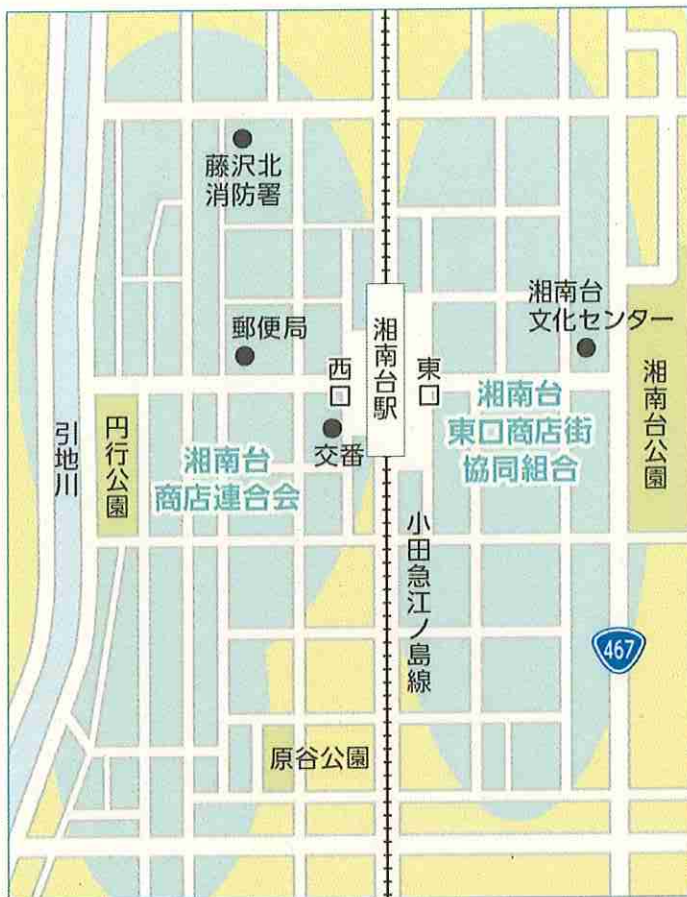 藤沢北
消防署
湘南台
文化センター
郵便局
西口
湘南台駅
東口
湘南台
東口商店街
協同組合
湘南台公園
引地川
円行公園
交番
湘南台
商店連合会
小田急江ノ島線
467
原谷公園